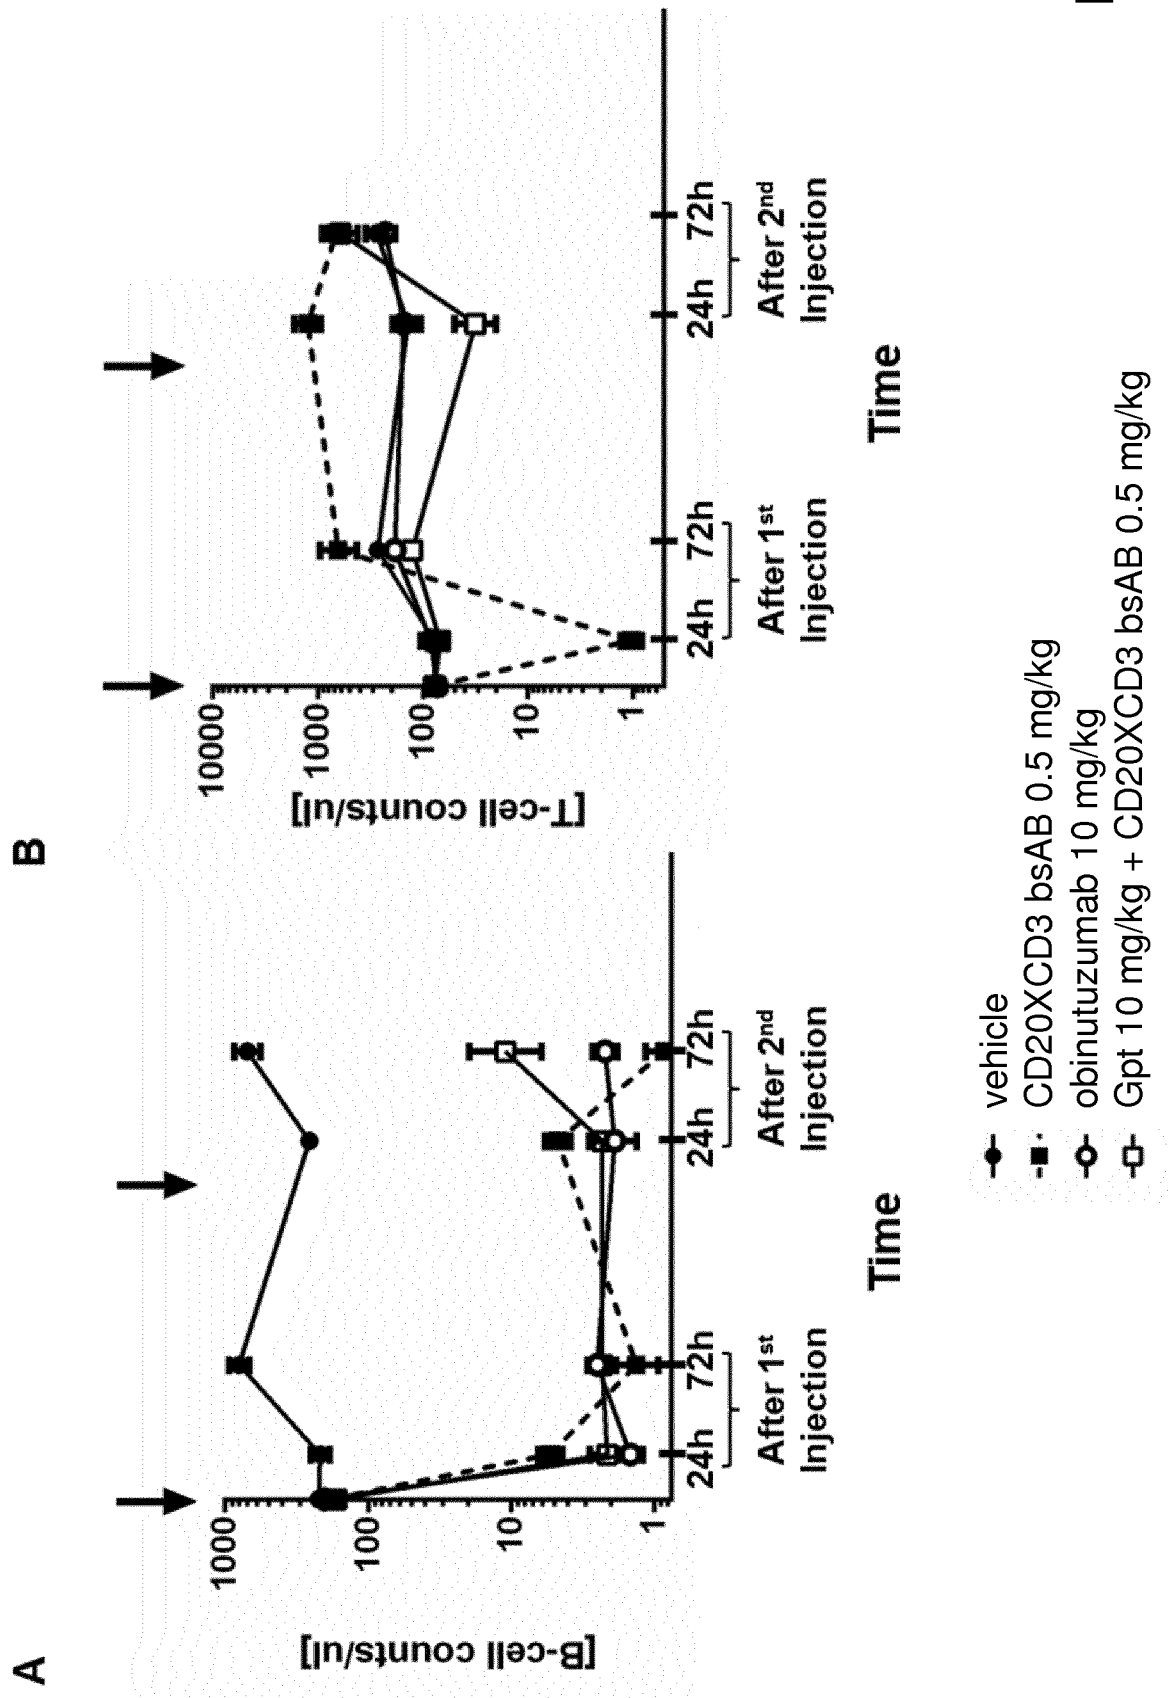 A
[B-cell counts/ul]
1000
100
10
1
24h 72h 24h 72h
After 1st Injection
After 2nd Injection
Time
B
[T-cell counts/ul]
10000
1000
100
10
1
24h 72h 24h 72h
After 1st Injection
After 2nd Injection
Time
vehicle
CD20XCD3 bsAB 0.5 mg/kg
obinutuzumab 10 mg/kg
Gpt 10 mg/kg + CD20XCD3 bsAB 0.5 mg/kg